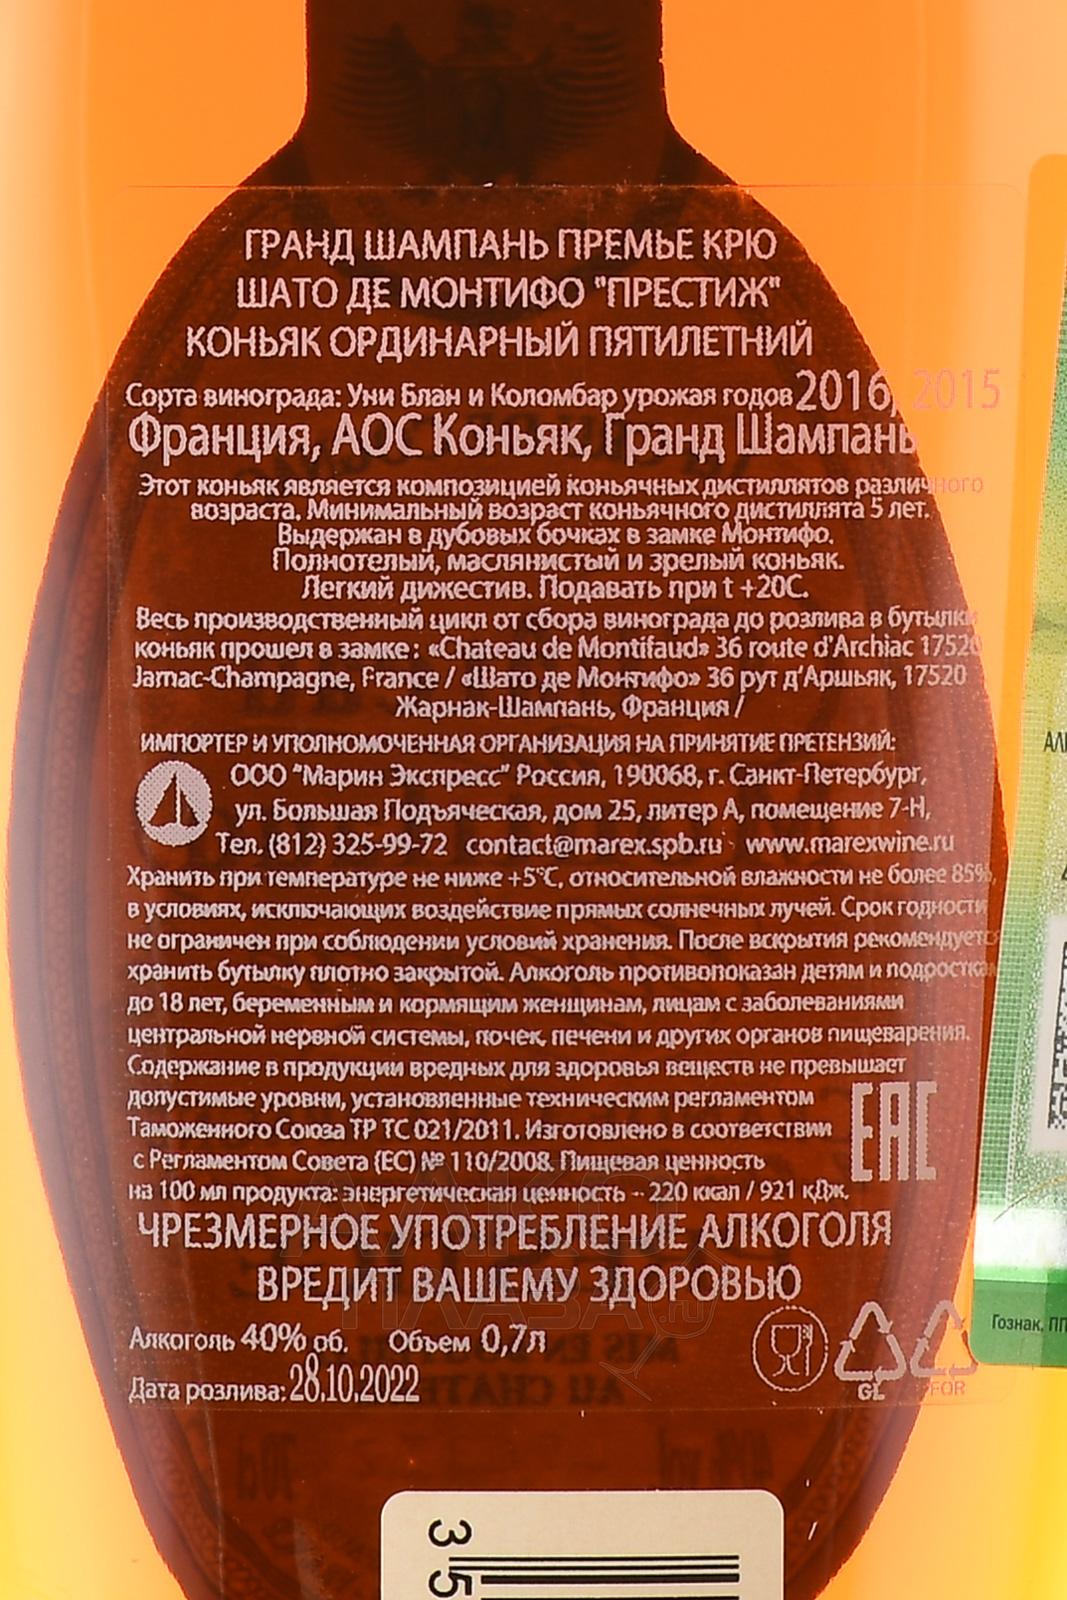 ГРАНД ШАМПАНЬ ПРЕМЬЕ КРЮ
ШАТО ДЕ МОНТИФО "ПРЕСТИЖ"
КОНЬЯК ОРДИНАРНЫЙ ПЯТИЛЕТНИЙ
Сорта винограда: Уни Блан и Коломбар урожая годов 2016, 2015
Франция, АОС Коньяк, Гранд Шампань
Этот коньяк является композицией коньячных дистиллятов различного
возраста. Минимальный возраст коньячного дистиллята 5 лет.
Выдержан в дубовых бочках в замке Монтифо.
Полнотелый, маслянистый и зрелый коньяк.
Легкий дижестив. Подавать при t +20С.
Весь производственный цикл от сбора винограда до розлива в бутылки
коньяк прошел в замке: «Chateau de Montifaud» 36 route d'Archiac 17520
Jarnac-Champagne, France / «Шато де Монтифо» 36 рут д'Аршьяк, 17520
Жарнак-Шампань, Франция /
ИМПОРТЕР И УПОЛНОМОЧЕННАЯ ОРГАНИЗАЦИЯ НА ПРИНЯТИЕ ПРЕТЕНЗИЙ:
ООО "Марин Экспресс" Россия, 190068, г. Санкт-Петербург,
ул. Большая Подъяческая, дом 25, литер А, помещение 7-Н,
Тел. (812) 325-99-72 contact@marex.spb.ru www.marexwine.ru
Хранить при температуре не ниже +5°С, относительной влажности не более 85%,
в условиях, исключающих воздействие прямых солнечных лучей. Срок годности
не ограничен при соблюдении условий хранения. После вскрытия рекомендуется
хранить бутылку плотно закрытой. Алкоголь противопоказан детям и подросткам
до 18 лет, беременным и кормящим женщинам, лицам с заболеваниями
центральной нервной системы, почек, печени и других органов пищеварения.
Содержание в продукции вредных для здоровья веществ не превышает
допустимые уровни, установленные техническим регламентом
Таможенного Союза ТР ТС 021/2011. Изготовлено в соответствии
с Регламентом Совета (ЕС) № 110/2008. Пищевая ценность
на 100 мл продукта: энергетическая ценность – 220 ккал / 921 кДж.
EAC
ЧРЕЗМЕРНОЕ УПОТРЕБЛЕНИЕ АЛКОГОЛЯ
ВРЕДИТ ВАШЕМУ ЗДОРОВЬЮ
Алкоголь 40% об. Объем 0,7л
Дата розлива: 28.10.2022
GL FOR
АЛКО
ПЛАЗА.ru
Гознак,
3 5